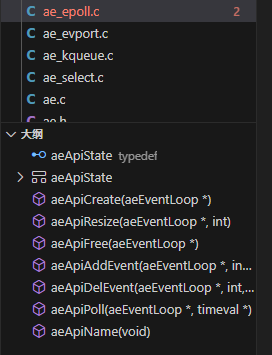 C ae_epoll.c 2
C ae_evport.c
C ae_kqueue.c
C ae_select.c
C ae.c
C ae.h
大纲
aeApiState typedef
aeApiState
aeApiCreate(aeEventLoop *)
aeApiResize(aeEventLoop *, int)
aeApiFree(aeEventLoop *)
aeApiAddEvent(aeEventLoop *, in...
aeApiDelEvent(aeEventLoop *, int,...
aeApiPoll(aeEventLoop *, timeval *)
aeApiName(void)